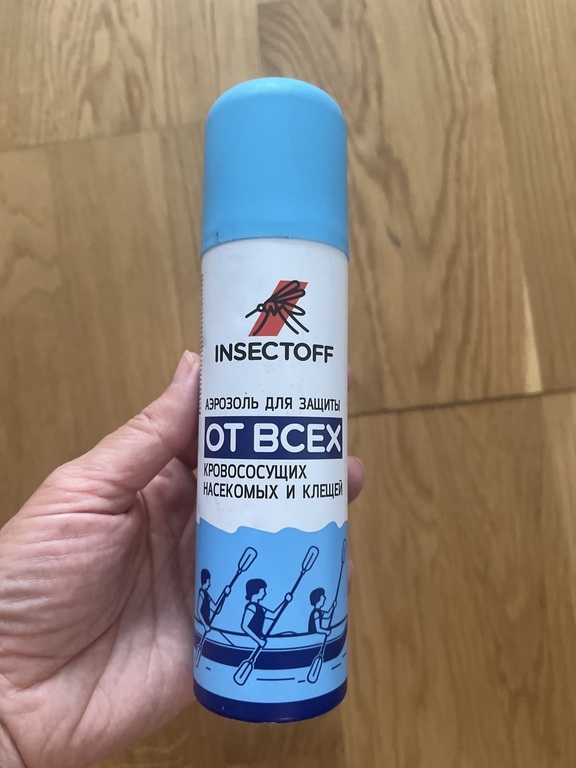 INSECTOFF
АЭРОЗОЛЬ ДЛЯ ЗАЩИТЫ
ОТ ВСЕХ
КРОВОСОСУЩИХ
НАСЕКОМЫХ И КЛЕЩЕЙ